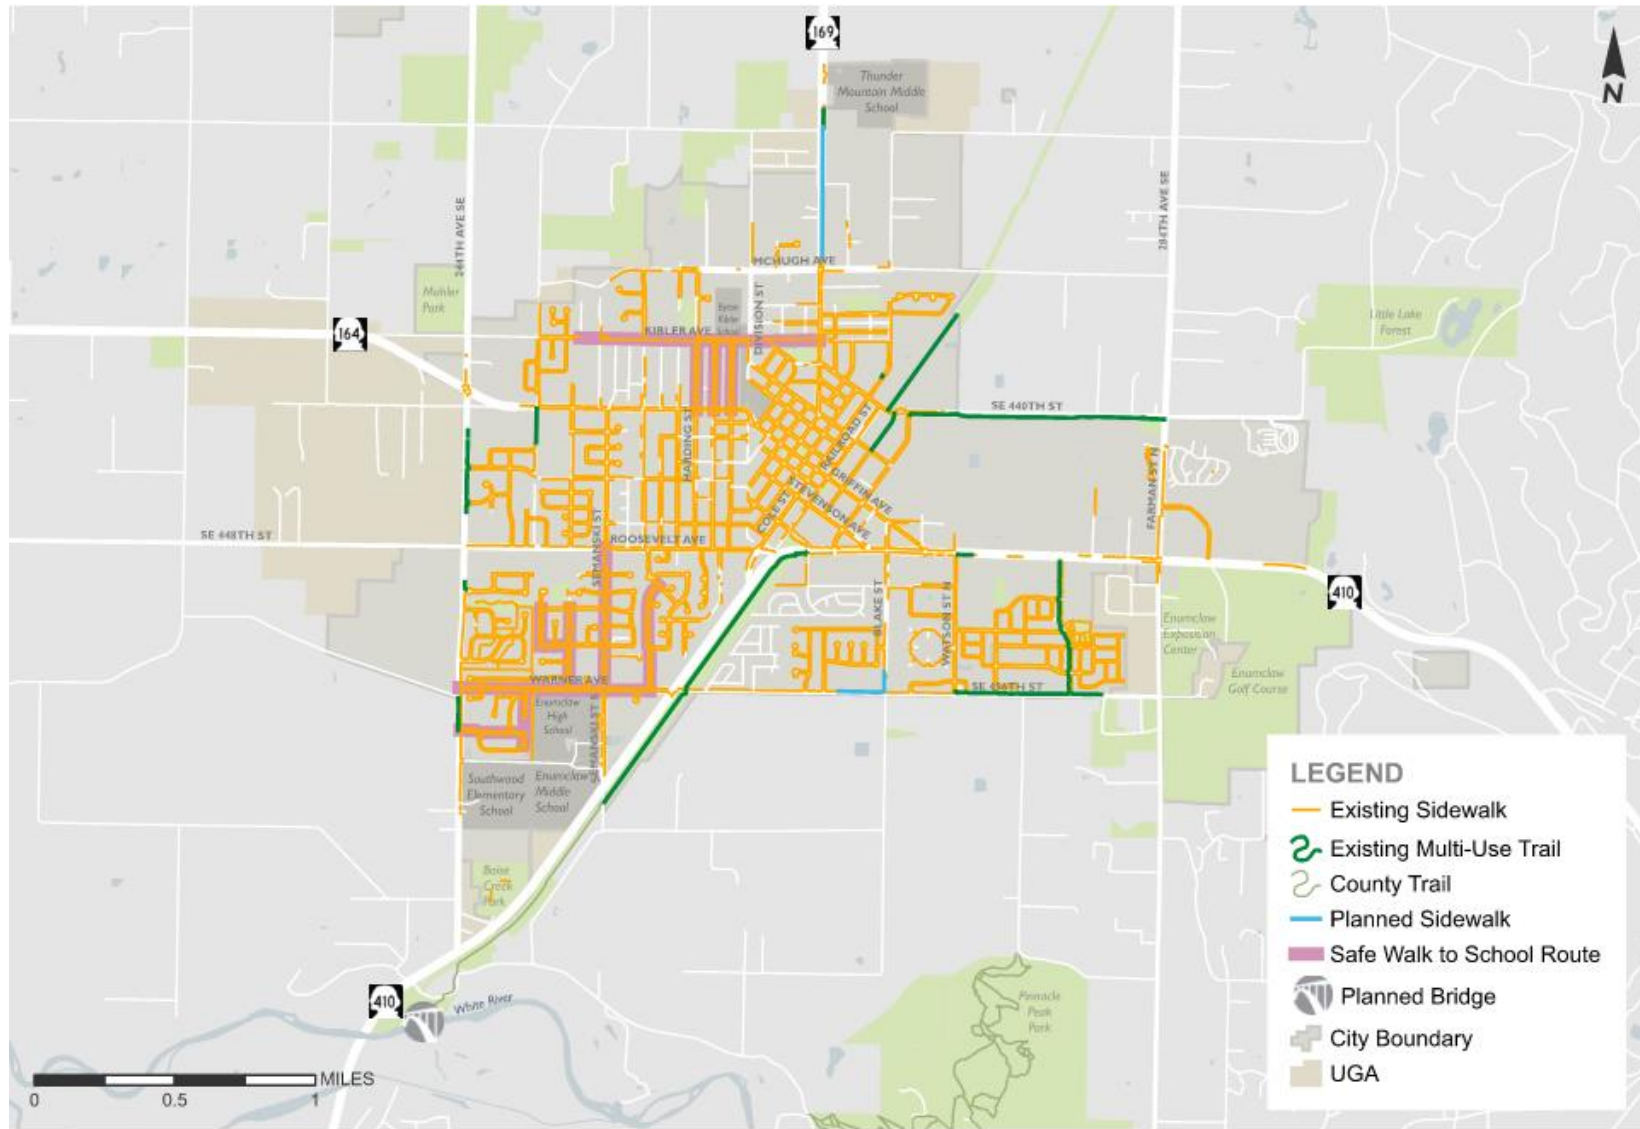 169
Thunder
Mountain Middle
School
N
244TH AVE SE
284TH AVE SE
MCHUGH AVE
Mahler
Park
DIVISION ST
Byron
Kibler
School
Little Lake
Forest
164
KIBLER AVE
SE 440TH ST
HARDING ST
RAILROAD ST
GRIFFIN AVE
STEVENSON AVE
COLE ST
FARMAN ST N
SE 448TH ST
SEMANSKI ST
ROOSEVELT AVE
410
BLAKE ST
WATSON ST N
Enumclaw
Exposition
Center
Enumclaw
Golf Course
WARNER AVE
SE 456TH ST
Enumclaw
High
School
SEMANSKI ST S
Southwood
Elementary
School
Enumclaw
Middle
School
Boise
Creek
Park
410
White River
Pinnacle
Peak
Park
LEGEND
Existing Sidewalk
Existing Multi-Use Trail
County Trail
Planned Sidewalk
Safe Walk to School Route
Planned Bridge
City Boundary
UGA
MILES
0 0.5 1